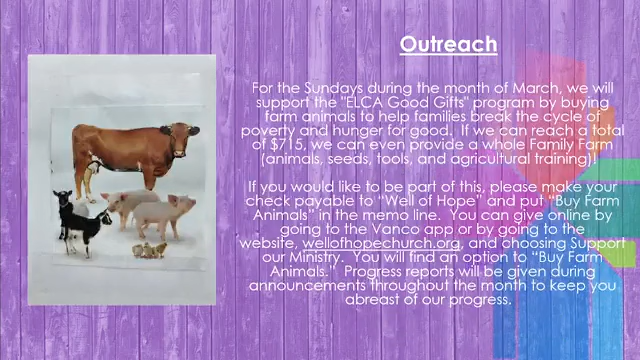 Outreach
For the Sundays during the month of March, we will
support the "ELCA Good Gifts" program by buying
farm animals to help families break the cycle of
poverty and hunger for good. If we can reach a total
of $715, we can even provide a whole Family Farm
(animals, seeds, tools, and agricultural training)!
If you would like to be part of this, please make your
check payable to “Well of Hope” and put “Buy Farm
Animals” in the memo line. You can give online by
going to the Vanco app or by going to the
website, wellofhopechurch.org, and choosing Support
our Ministry. You will find an option to “Buy Farm
Animals.” Progress reports will be given during
announcements throughout the month to keep you
abreast of our progress.